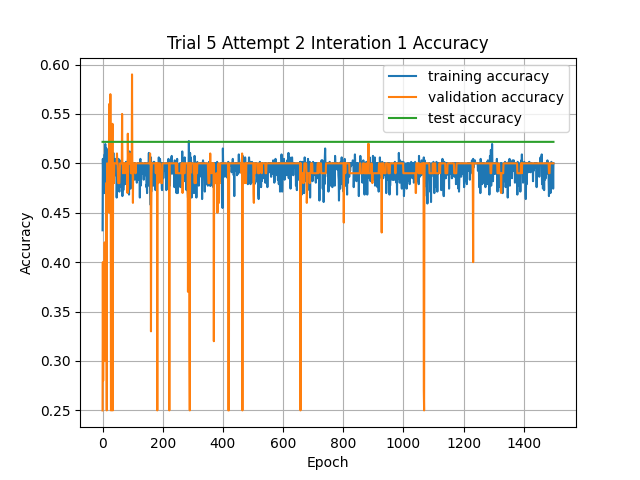 Trial 5 Attempt 2 Interation 1 Accuracy
training accuracy
validation accuracy
test accuracy
Accuracy
0.60
0.55
0.50
0.45
0.40
0.35
0.30
0.25
0 200 400 600 800 1000 1200 1400
Epoch